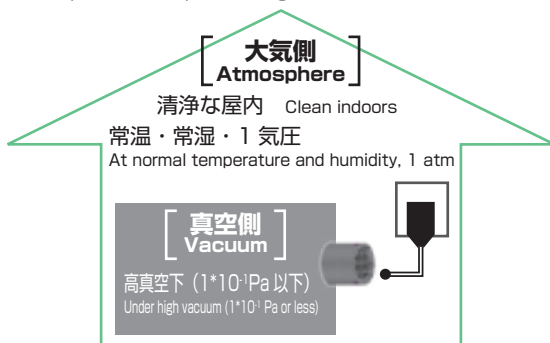 [大気側
Atmosphere]
清浄な屋内 Clean indoors
常温・常湿・1 気圧
At normal temperature and humidity, 1 atm
[真空側
Vacuum]
高真空下（1*10⁻¹Pa 以下）
Under high vacuum (1*10⁻¹ Pa or less)